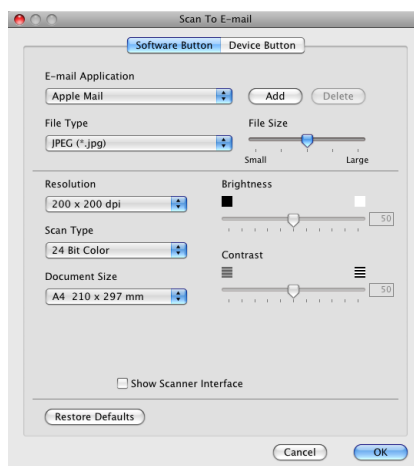 Scan To E-mail
Software Button Device Button
E-mail Application
Apple Mail Add Delete
File Type File Size
JPEG (*.jpg)
Small Large
Resolution Brightness
200 x 200 dpi
50
Scan Type
24 Bit Color Contrast
Document Size
A4 210 x 297 mm 50
Show Scanner Interface
Restore Defaults
Cancel OK